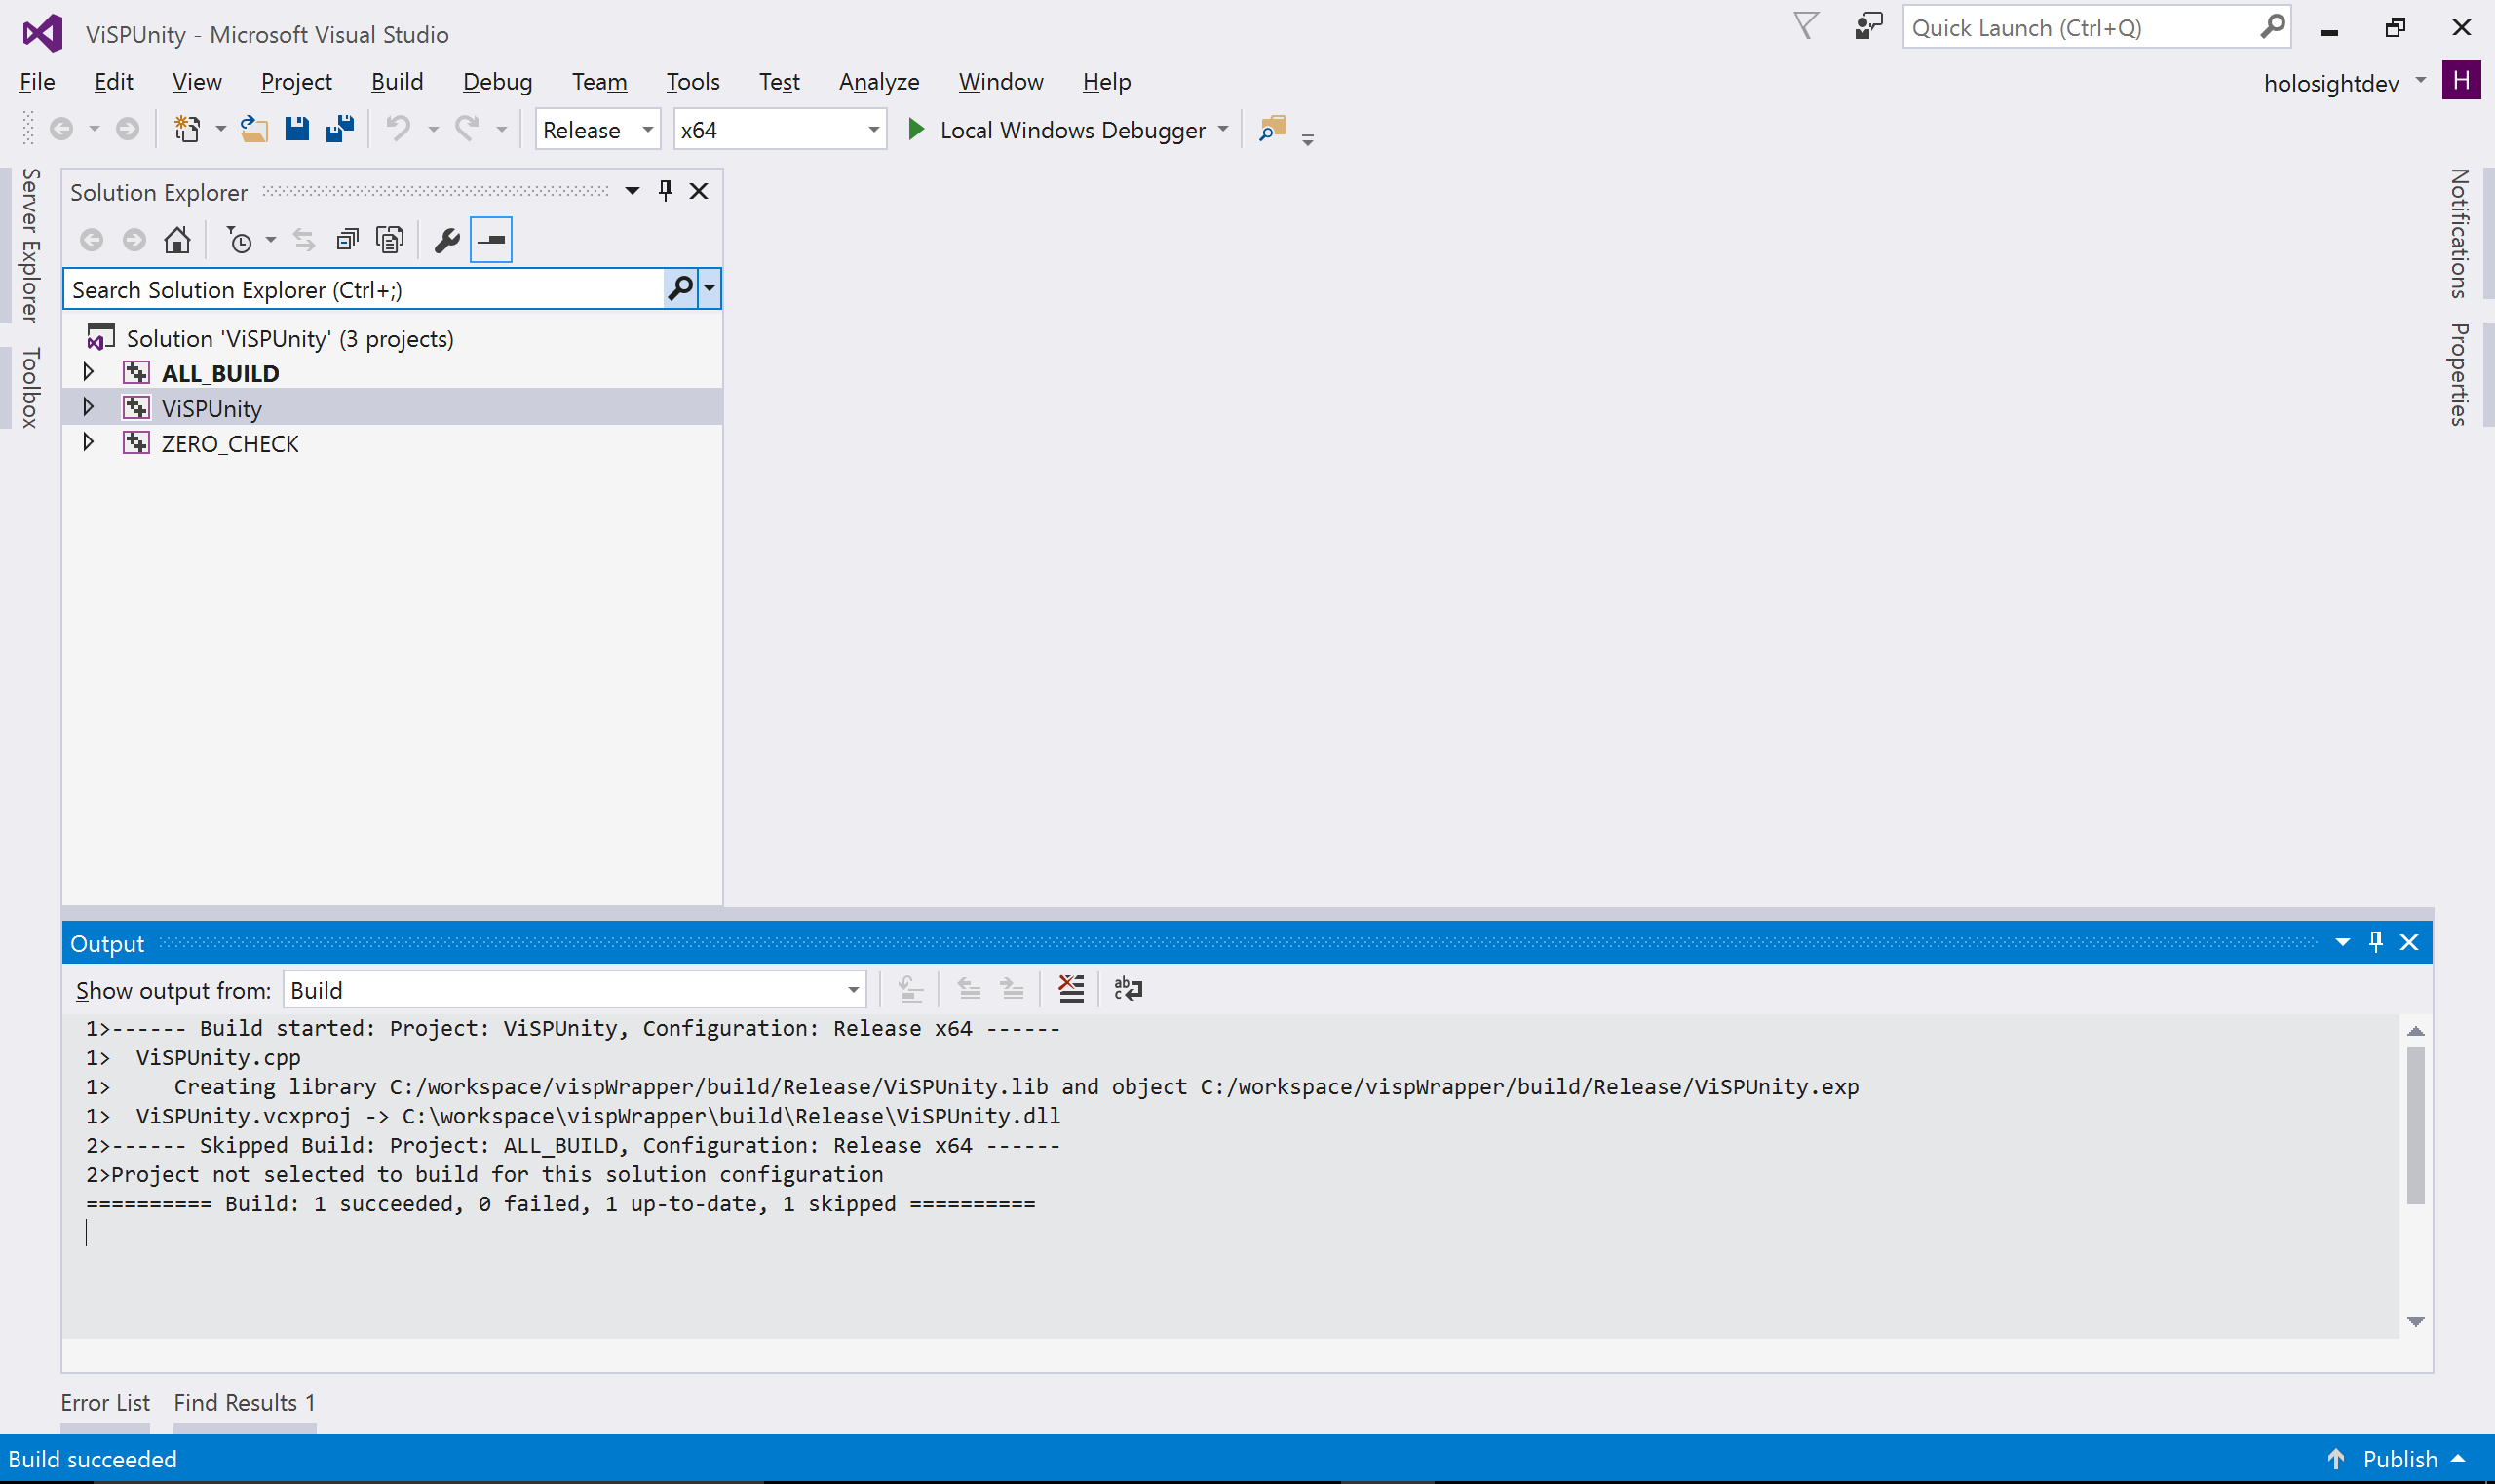 ViSPUnity - Microsoft Visual Studio
Quick Launch (Ctrl+Q)
File Edit View Project Build Debug Team Tools Test Analyze Window Help
holosightdev H
Release x64 Local Windows Debugger
Server Explorer
Toolbox
Solution Explorer
Search Solution Explorer (Ctrl+;)
Solution 'ViSPUnity' (3 projects)
ALL_BUILD
ViSPUnity
ZERO_CHECK
Notifications
Properties
Output
Show output from: Build
1>------ Build started: Project: ViSPUnity, Configuration: Release x64 ------
1>  ViSPUnity.cpp
1>     Creating library C:/workspace/vispWrapper/build/Release/ViSPUnity.lib and object C:/workspace/vispWrapper/build/Release/ViSPUnity.exp
1>  ViSPUnity.vcxproj -> C:\workspace\vispWrapper\build\Release\ViSPUnity.dll
2>------ Skipped Build: Project: ALL_BUILD, Configuration: Release x64 ------
2>Project not selected to build for this solution configuration
========== Build: 1 succeeded, 0 failed, 1 up-to-date, 1 skipped ==========
Error List Find Results 1
Build succeeded
Publish